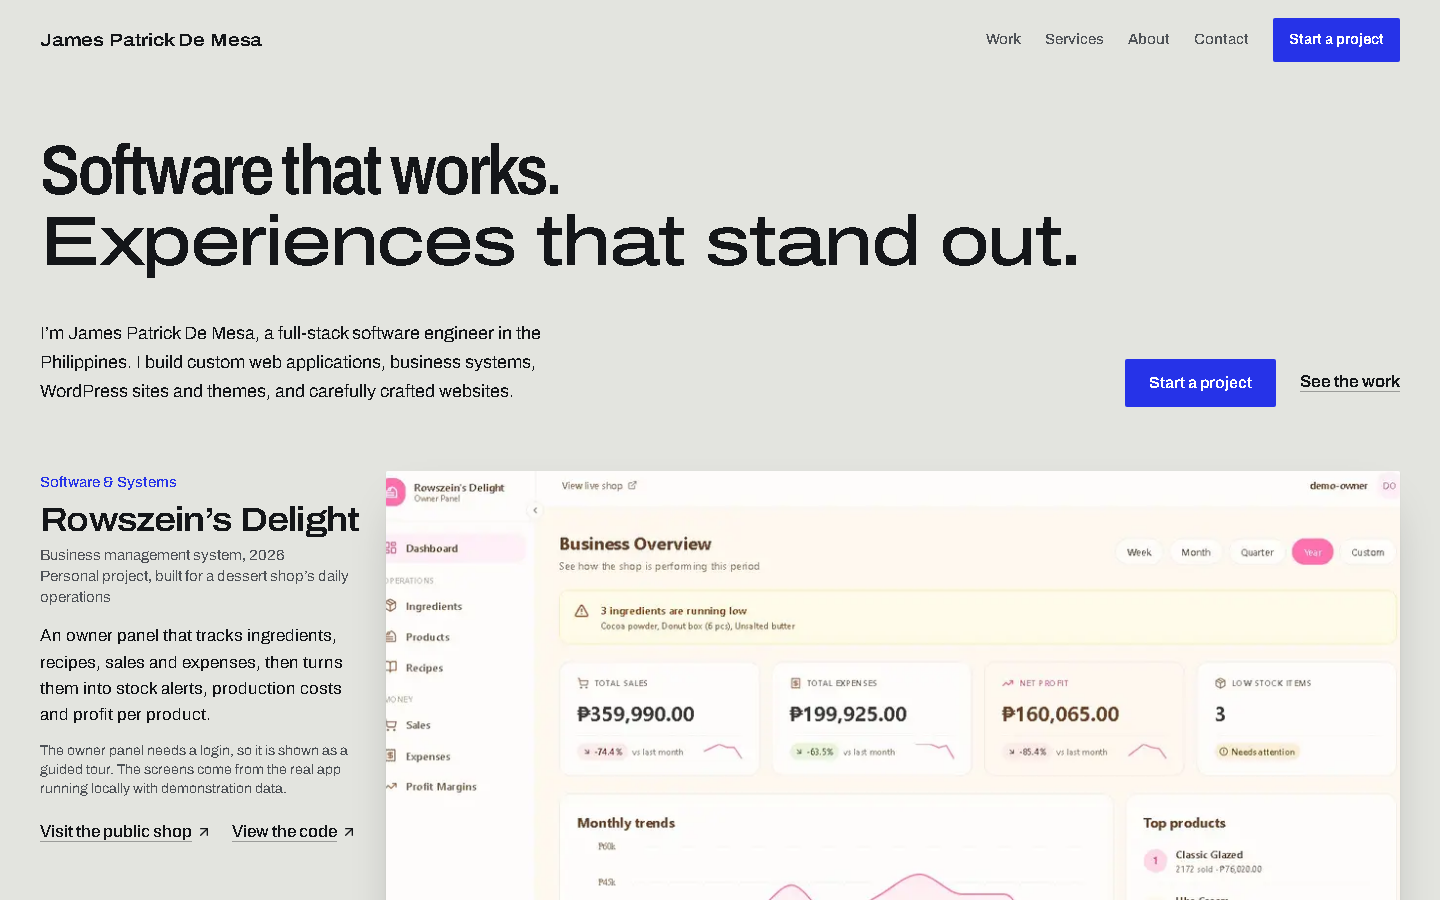 James Patrick De Mesa
Work
Services
About
Contact
Start a project
Software that works.
Experiences that stand out.
I'm James Patrick De Mesa, a full-stack software engineer in the
Philippines. I build custom web applications, business systems,
WordPress sites and themes, and carefully crafted websites.
Start a project
See the work
Software & Systems
Rowszein's Delight
Business management system, 2026
Personal project, built for a dessert shop's daily
operations
An owner panel that tracks ingredients,
recipes, sales and expenses, then turns
them into stock alerts, production costs
and profit per product.
The owner panel needs a login, so it is shown as a
guided tour. The screens come from the real app
running locally with demonstration data.
Visit the public shop ↗
View the code ↗
Rowszein's Delight
Owner Panel
Dashboard
OPERATIONS
Ingredients
Products
Recipes
MONEY
Sales
Expenses
Profit Margins
View live shop
demo-owner
DO
Business Overview
See how the shop is performing this period
Week
Month
Quarter
Year
Custom
3 ingredients are running low
Cocoa powder, Donut box (6 pcs), Unsalted butter
TOTAL SALES
₱359,990.00
-74.4% vs last month
TOTAL EXPENSES
₱199,925.00
-63.5% vs last month
NET PROFIT
₱160,065.00
-85.4% vs last month
LOW STOCK ITEMS
3
Needs attention
Monthly trends
₱60k
₱45k
Top products
1
Classic Glazed
2172 sold · ₱76,020.00